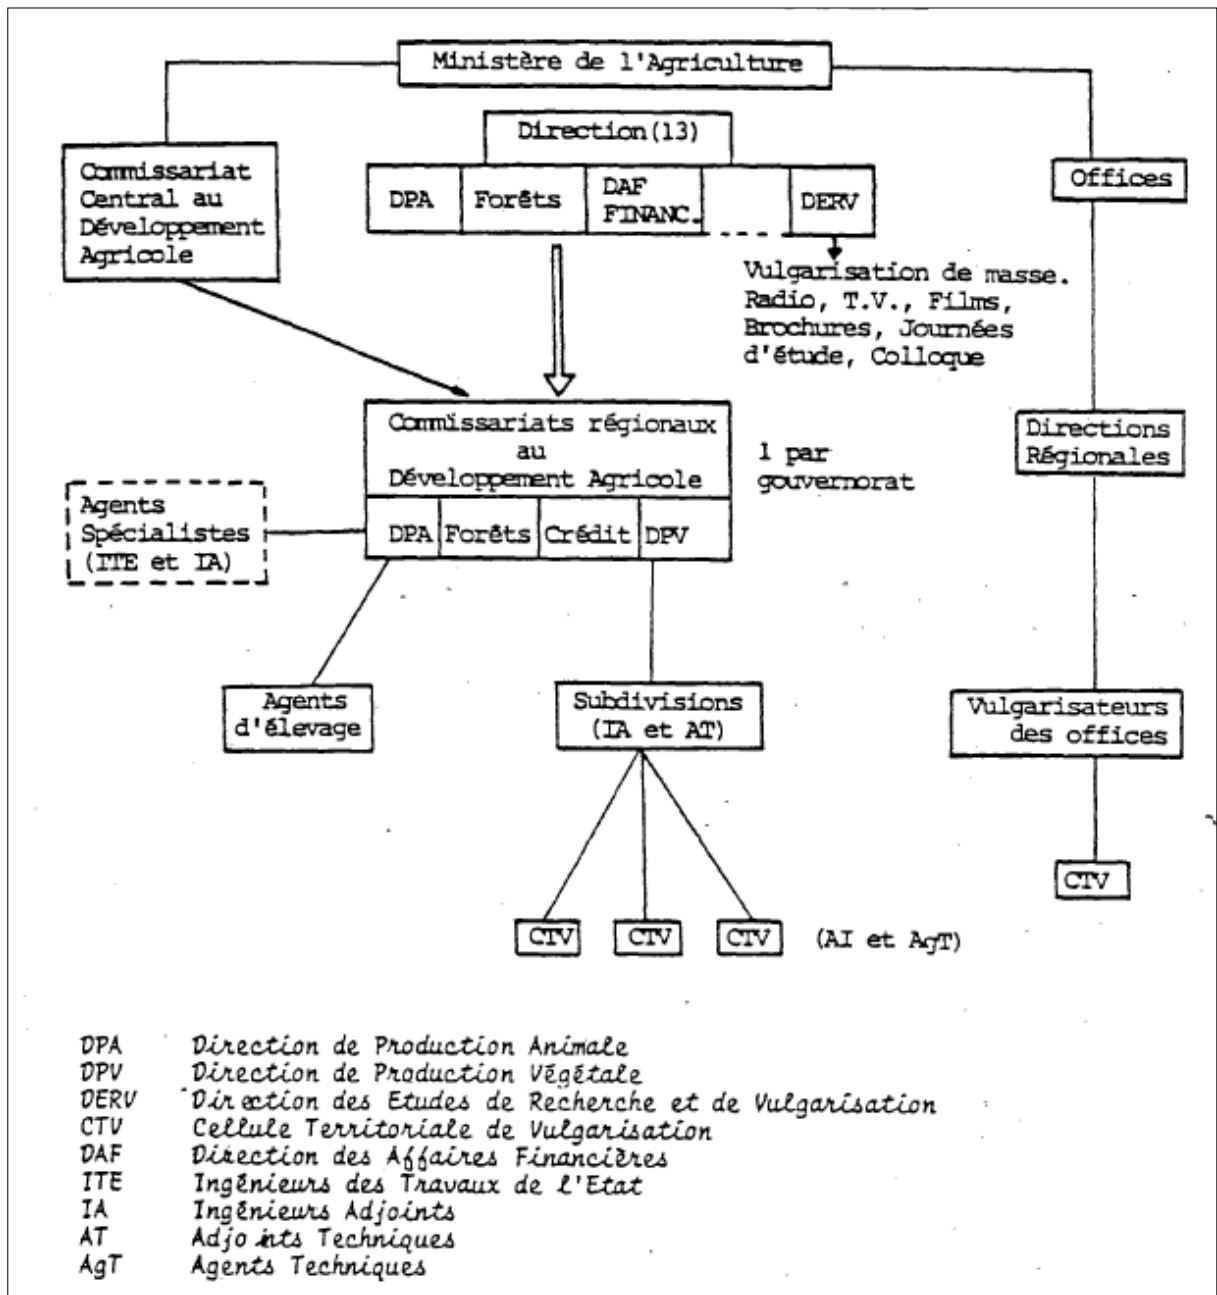 Ministère de l'Agriculture
Direction(13)
Commissariat
Central au
Développement
Agricole
DPA
Forêts
DAF
FINANC.
DERV
Offices
Vulgarisation de masse.
Radio, T.V., Films,
Brochures, Journées
d'étude, Colloque
Commissariats régionaux
au
Développement Agricole
1 par
gouvernorat
Directions
Régionales
Agents
Spécialistes
(ITE et IA)
DPA
Forêts
Crédit
DPV
Agents
d'élevage
Subdivisions
(IA et AT)
Vulgarisateurs
des offices
CTV
CTV
CTV
CTV
(AI et AgT)
DPA Direction de Production Animale
DPV Direction de Production Végétale
DERV Direction des Etudes de Recherche et de Vulgarisation
CTV Cellule Territoriale de Vulgarisation
DAF Direction des Affaires Financières
ITE Ingénieurs des Travaux de l'Etat
IA Ingénieurs Adjoints
AT Adjoints Techniques
AgT Agents Techniques